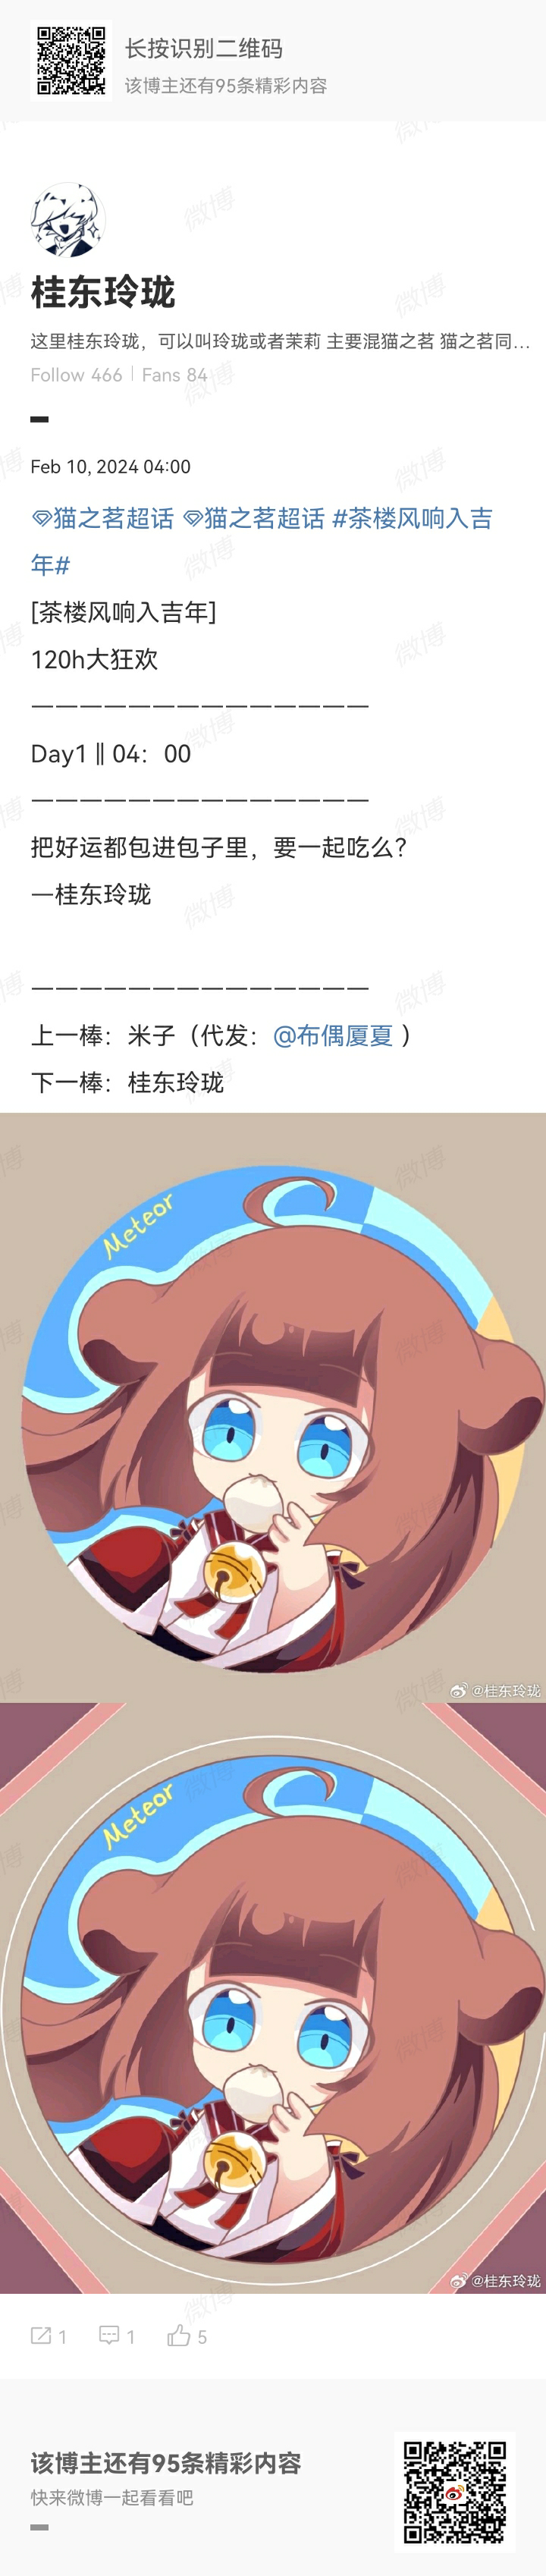 长按识别二维码
该博主还有95条精彩内容
桂东玲珑
这里桂东玲珑，可以叫玲珑或者茉莉 主要混猫之茗 猫之茗同...
Follow 466 | Fans 84
Feb 10, 2024 04:00
猫之茗超话 猫之茗超话 #茶楼风响入吉
年#
[茶楼风响入吉年]
120h大狂欢
——————————————
Day1 || 04：00
——————————————
把好运都包进包子里，要一起吃么？
—桂东玲珑
——————————————
上一棒：米子（代发：@布偶厦夏 ）
下一棒：桂东玲珑
Meteor
@桂东玲珑
Meteor
@桂东玲珑
1 1 5
该博主还有95条精彩内容
快来微博一起看看吧
微博